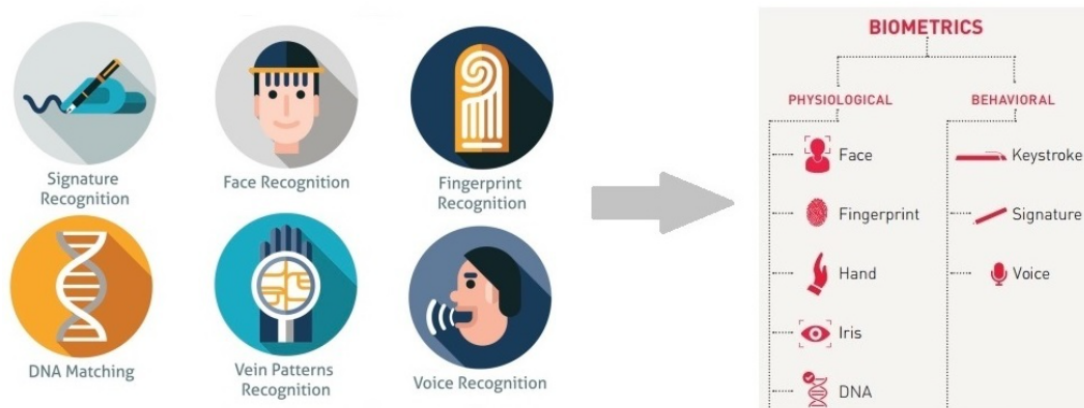 Signature
Recognition
Face Recognition
Fingerprint
Recognition
DNA Matching
Vein Patterns
Recognition
Voice Recognition
BIOMETRICS
PHYSIOLOGICAL
Face
Fingerprint
Hand
Iris
DNA
BEHAVIORAL
Keystroke
Signature
Voice